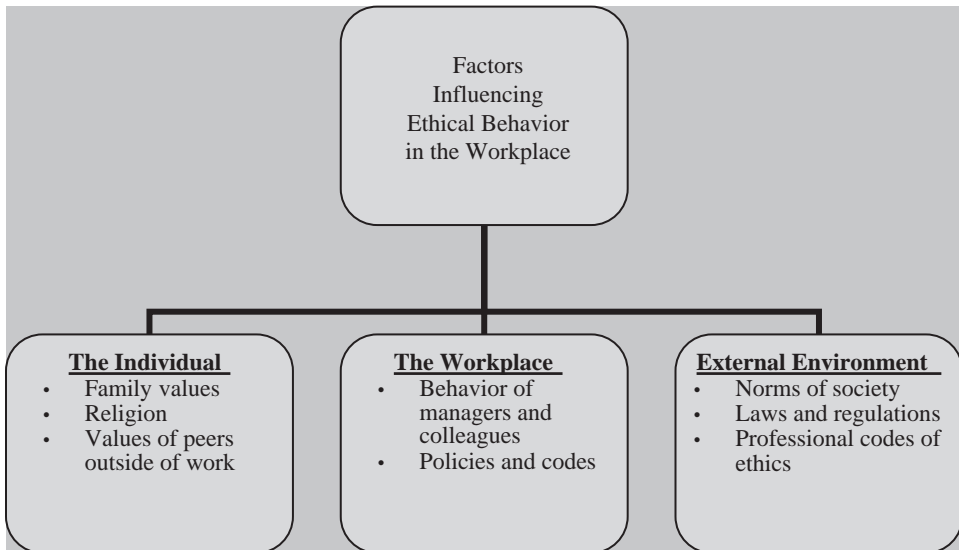 Factors
Influencing
Ethical Behavior
in the Workplace
The Individual
• Family values
• Religion
• Values of peers
outside of work
The Workplace
• Behavior of
managers and
colleagues
• Policies and codes
External Environment
• Norms of society
• Laws and regulations
• Professional codes of
ethics